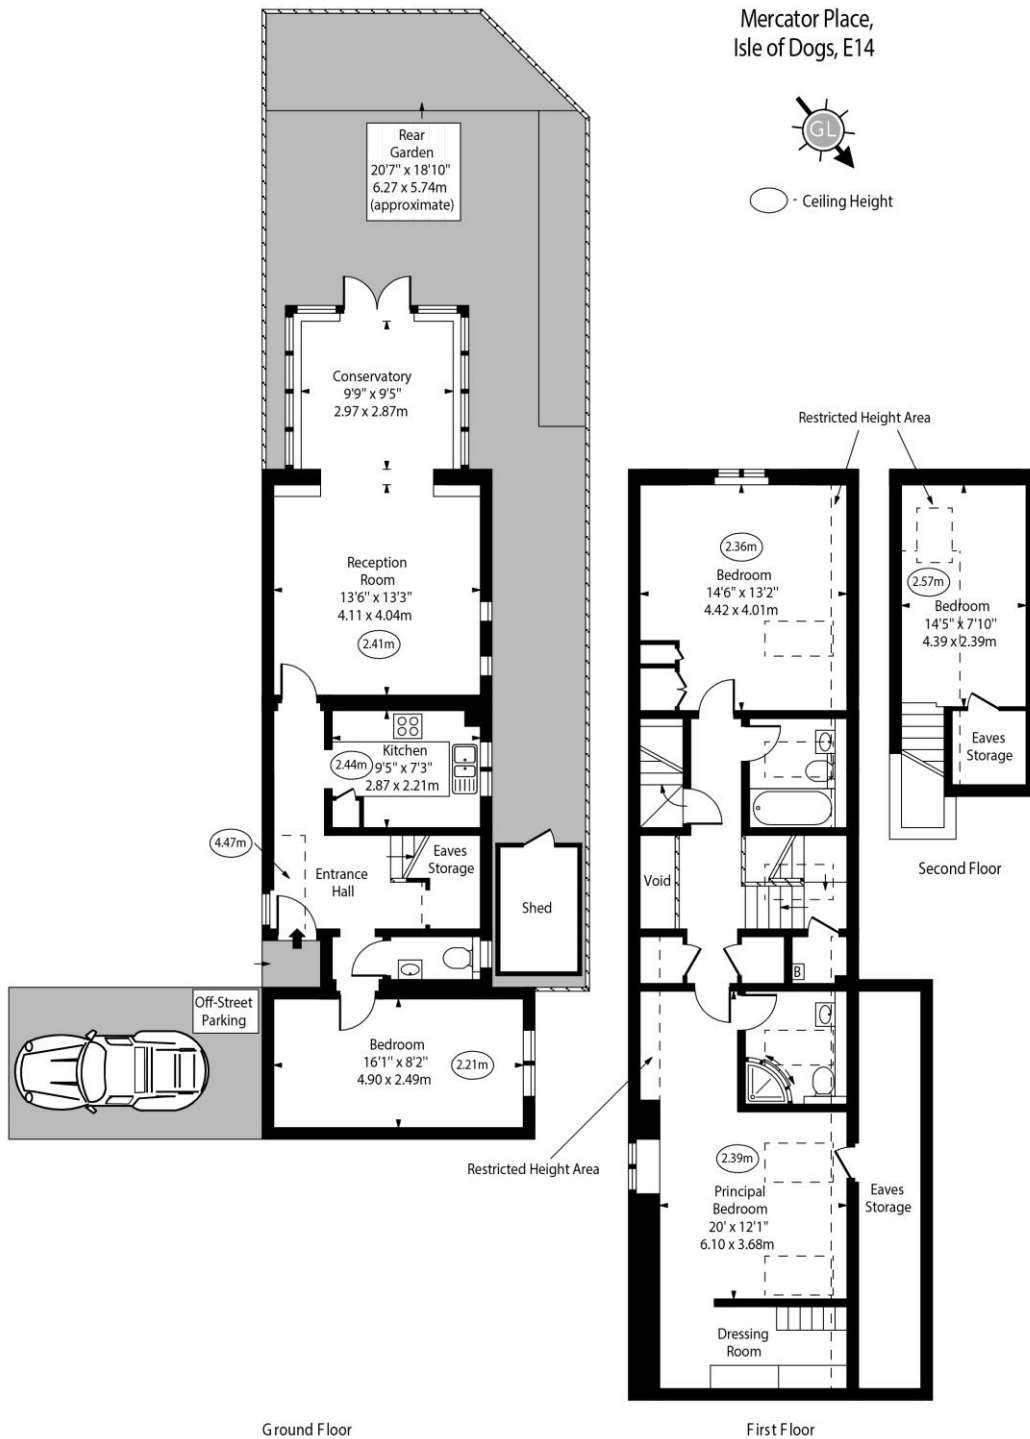 Mercator Place,
Isle of Dogs, E14
GL
- Ceiling Height
Rear
Garden
20'7" x 18'10"
6.27 x 5.74m
(approximate)
Conservatory
9'9" x 9'5"
2.97 x 2.87m
Reception
Room
13'6" x 13'3"
4.11 x 4.04m
2.41m
Kitchen
2.44m
9'5" x 7'3"
2.87 x 2.21m
4.47m
Entrance
Hall
Eaves
Storage
Shed
Off-Street
Parking
Bedroom
16'1" x 8'2"
4.90 x 2.49m
2.21m
Ground Floor
Restricted Height Area
2.36m
Bedroom
14'6" x 13'2"
4.42 x 4.01m
Void
B
Restricted Height Area
2.39m
Principal
Bedroom
20' x 12'1"
6.10 x 3.68m
Eaves
Storage
Dressing
Room
First Floor
2.57m
Bedroom
14'5" x 7'10"
4.39 x 2.39m
Eaves
Storage
Second Floor